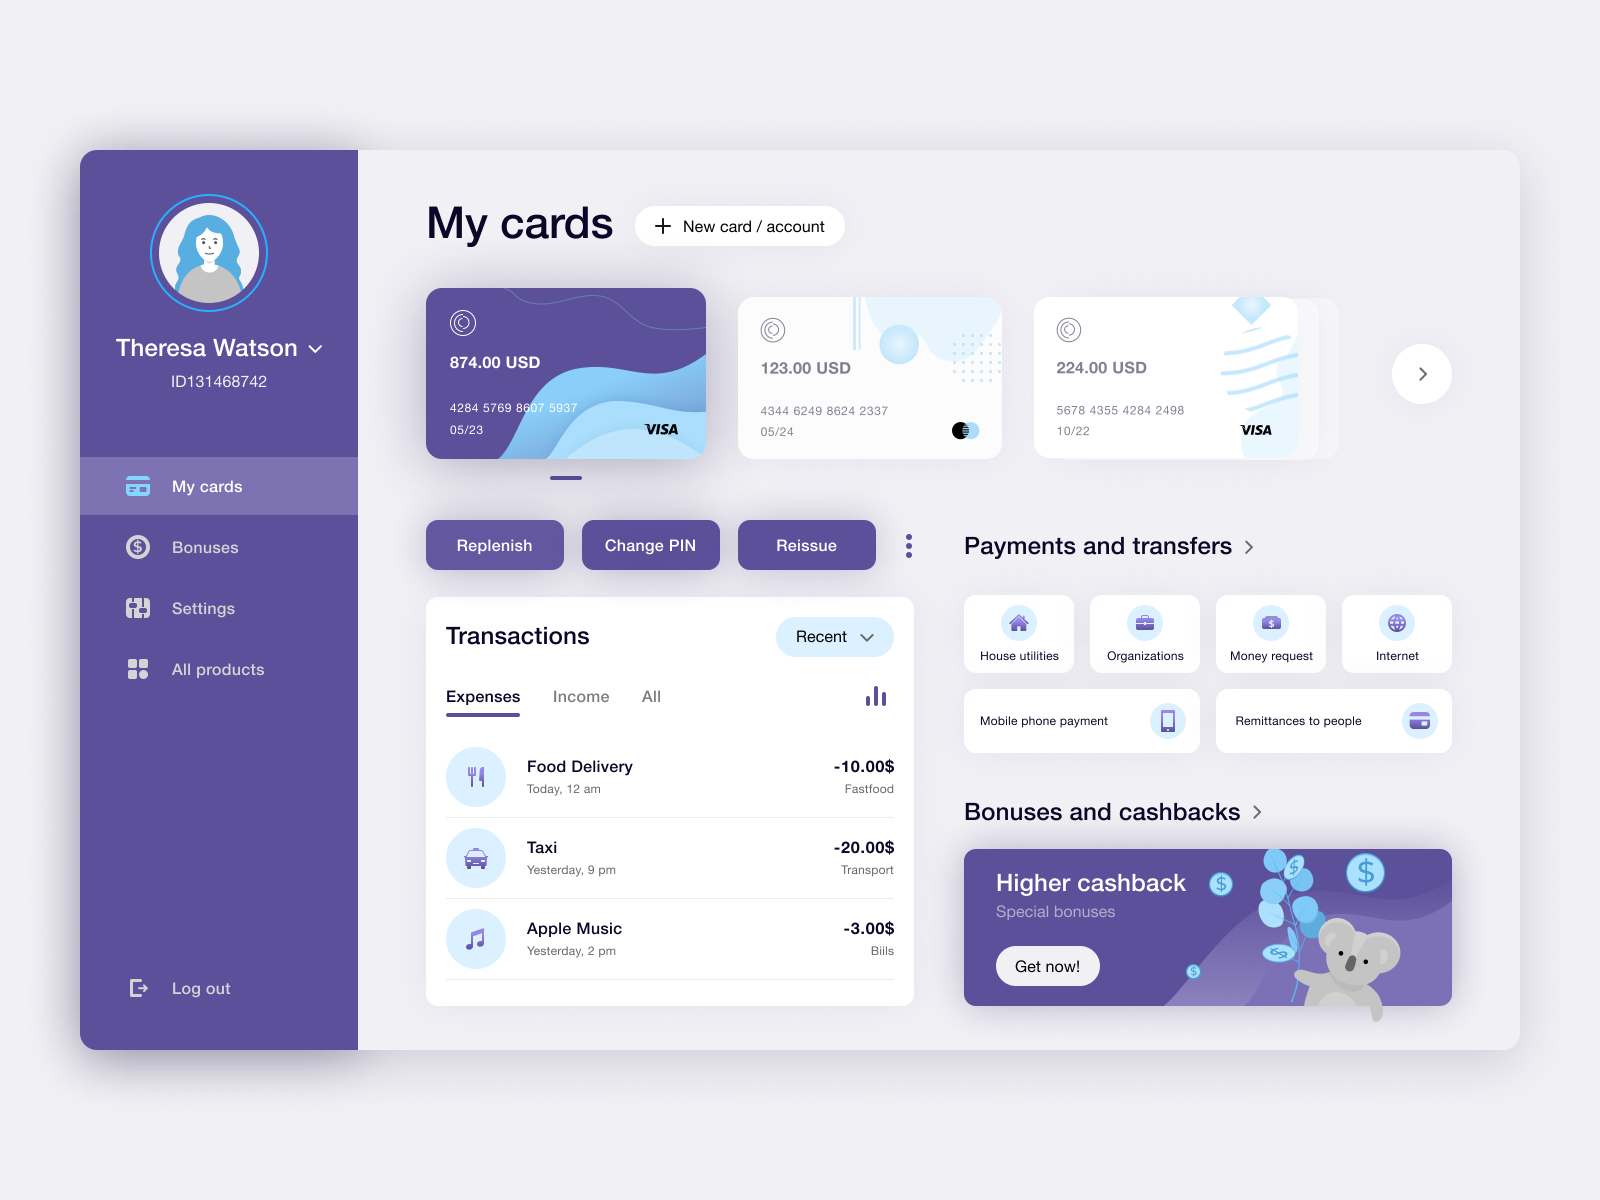 Theresa Watson
ID131468742
My cards
Bonuses
Settings
All products
Log out
My cards
New card / account
874.00 USD
4284 5769 8607 5937
05/23
VISA
123.00 USD
4344 6249 8624 2337
05/24
224.00 USD
5678 4355 4284 2498
10/22
VISA
Replenish
Change PIN
Reissue
Transactions
Recent
Expenses
Income
All
Food Delivery
-10.00$
Today, 12 am
Fastfood
Taxi
-20.00$
Yesterday, 9 pm
Transport
Apple Music
-3.00$
Yesterday, 2 pm
Biils
Payments and transfers
House utilities
Organizations
Money request
Internet
Mobile phone payment
Remittances to people
Bonuses and cashbacks
Higher cashback
Special bonuses
Get now!